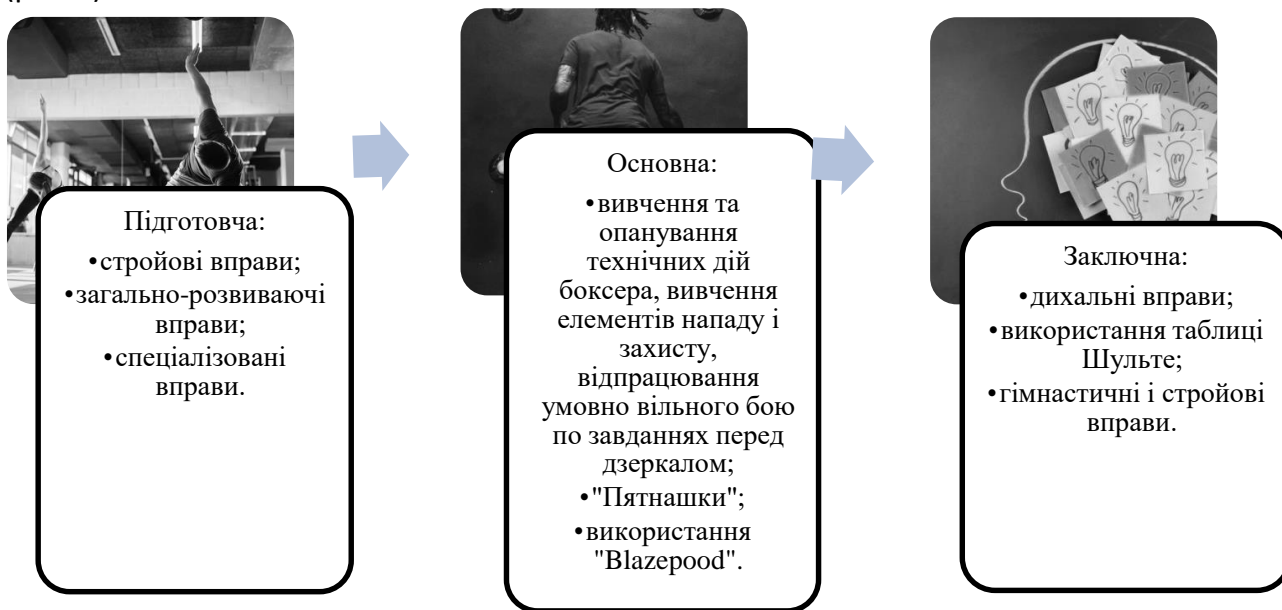 Підготовча:
•стройові вправи;
•загально-розвиваючі
вправи;
•спеціалізовані
вправи.
Основна:
•вивчення та
опанування
технічних дій
боксера, вивчення
елементів нападу і
захисту,
відпрацювання
умовно вільного бою
по завданнях перед
дзеркалом;
•"Пятнашки";
•використання
"Blazepood".
Заключна:
•дихальні вправи;
•використання таблиці
Шульте;
•гімнастичні і стройові
вправи.